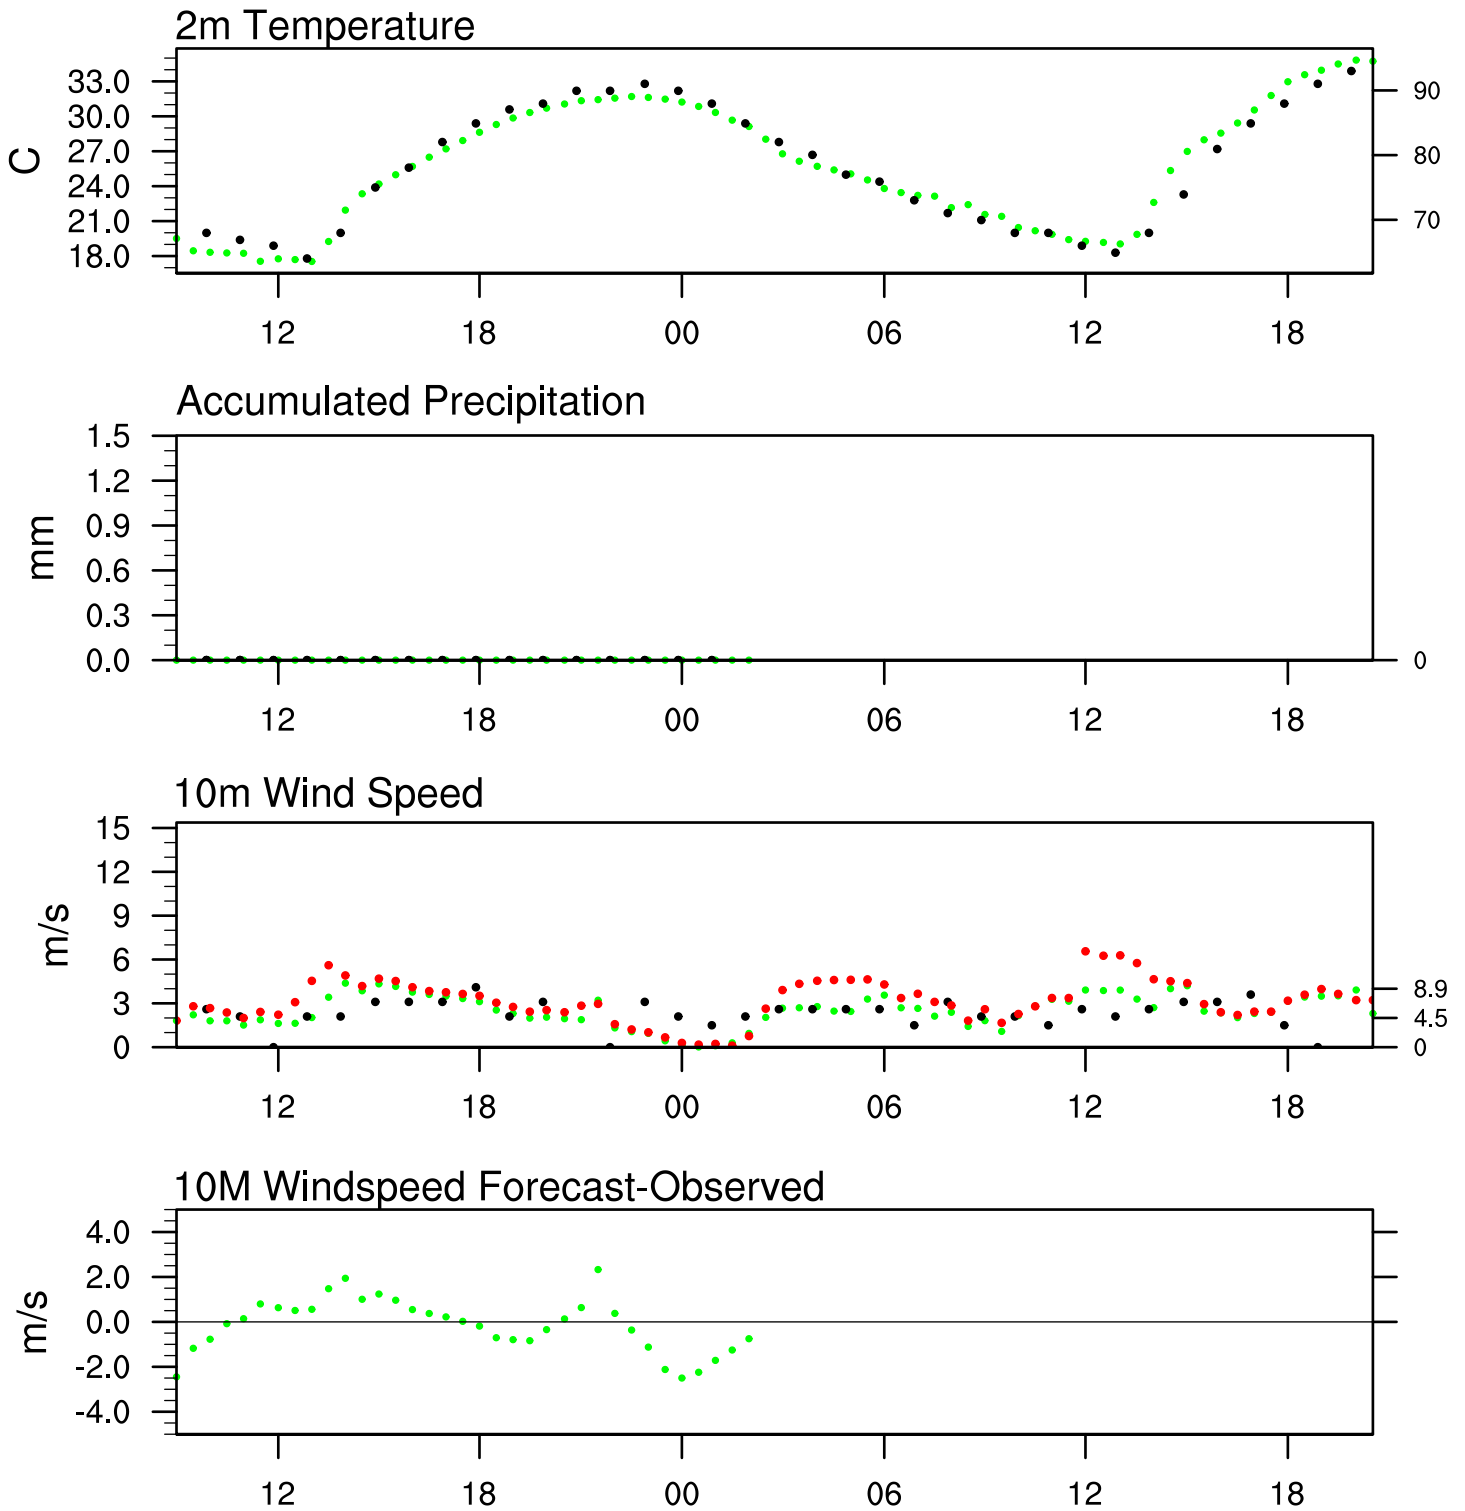 2m Temperature
33.0
30.0
27.0
24.0
21.0
18.0
C
90
80
70
12 18 00 06 12 18
Accumulated Precipitation
1.5
1.2
0.9
0.6
0.3
0.0
mm
0
12 18 00 06 12 18
10m Wind Speed
15
12
9
6
3
0
m/s
8.9
4.5
0
12 18 00 06 12 18
10M Windspeed Forecast-Observed
4.0
2.0
0.0
-2.0
-4.0
m/s
12 18 00 06 12 18